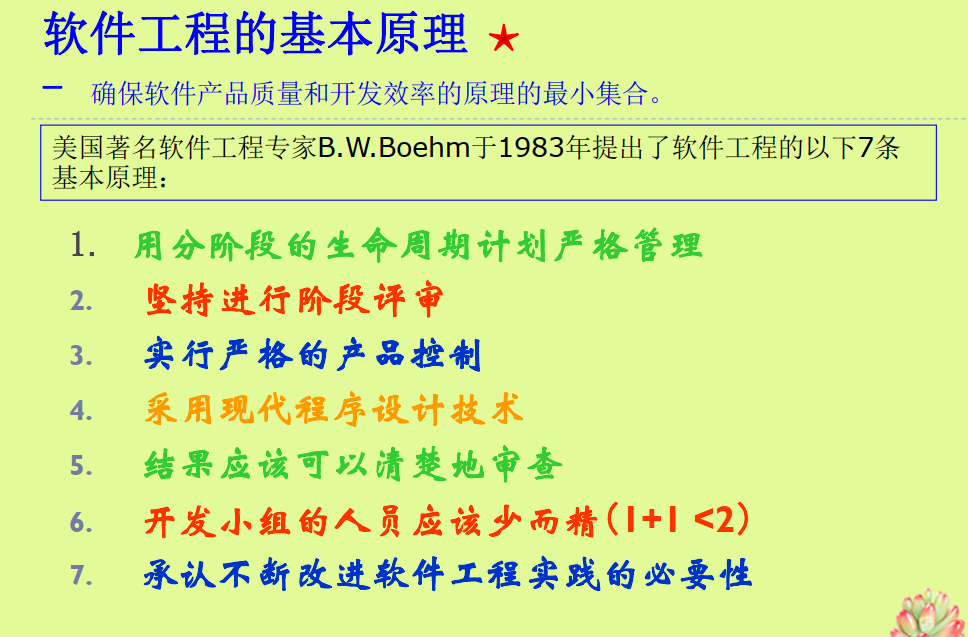 软件工程的基本原理 ★
– 确保软件产品质量和开发效率的原理的最小集合。
美国著名软件工程专家B.W.Boehm于1983年提出了软件工程的以下7条
基本原理：
1. 用分阶段的生命周期计划严格管理
2. 坚持进行阶段评审
3. 实行严格的产品控制
4. 采用现代程序设计技术
5. 结果应该可以清楚地审查
6. 开发小组的人员应该少而精(1+1 <2)
7. 承认不断改进软件工程实践的必要性